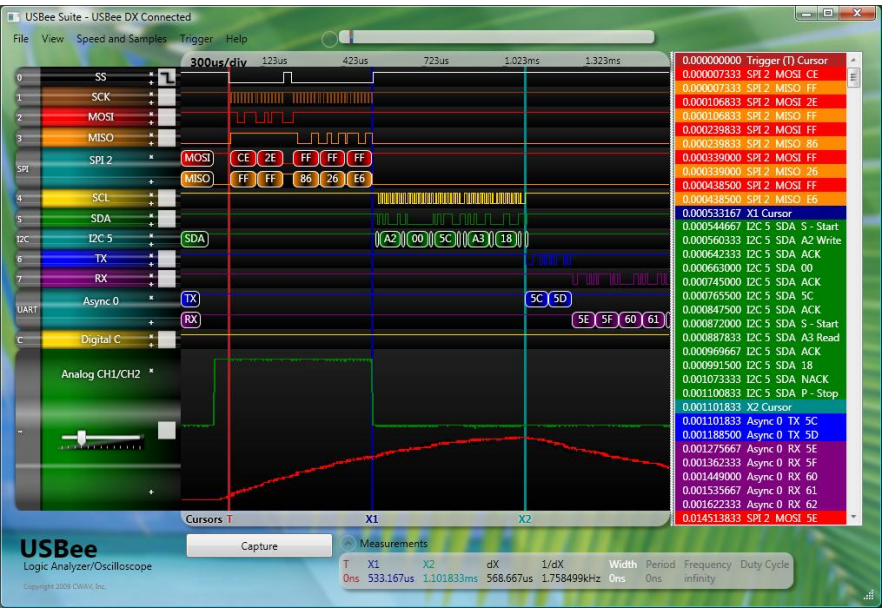 USBee Suite - USBee DX Connected
File View Speed and Samples Trigger Help
300us/div 123us 423us 723us 1.023ms 1.323ms
0 SS
1 SCK
2 MOSI
3 MISO
SPI SPI 2
MOSI CE 2E FF FF FF
MISO FF FF 86 26 E6
4 SCL
5 SDA
I2C I2C 5 SDA A2 00 5C A3 18
6 TX
7 RX
UART Async 0
TX 5C 5D
RX 5E 5F 60 61
C Digital C
Analog CH1/CH2
Cursors T X1 X2
0.000000000 Trigger (T) Cursor
0.000007333 SPI 2 MOSI CE
0.000007333 SPI 2 MISO FF
0.000106833 SPI 2 MOSI 2E
0.000106833 SPI 2 MISO FF
0.000239833 SPI 2 MOSI FF
0.000239833 SPI 2 MISO 86
0.000339000 SPI 2 MOSI FF
0.000339000 SPI 2 MISO 26
0.000438500 SPI 2 MOSI FF
0.000438500 SPI 2 MISO E6
0.000533167 X1 Cursor
0.000544667 I2C 5 SDA S - Start
0.000560333 I2C 5 SDA A2 Write
0.000642333 I2C 5 SDA ACK
0.000663000 I2C 5 SDA 00
0.000745000 I2C 5 SDA ACK
0.000765500 I2C 5 SDA 5C
0.000847500 I2C 5 SDA ACK
0.000872000 I2C 5 SDA S - Start
0.000887833 I2C 5 SDA A3 Read
0.000969667 I2C 5 SDA ACK
0.000991500 I2C 5 SDA 18
0.001073333 I2C 5 SDA NACK
0.001100833 I2C 5 SDA P - Stop
0.001101833 X2 Cursor
0.001101833 Async 0 TX 5C
0.001188500 Async 0 TX 5D
0.001275667 Async 0 RX 5E
0.001362333 Async 0 RX 5F
0.001449000 Async 0 RX 60
0.001535667 Async 0 RX 61
0.001622333 Async 0 RX 62
0.014513833 SPI 2 MOSI 5E
USBee
Logic Analyzer/Oscilloscope
Copyright 2009 CWAV, Inc.
Capture
Measurements
T X1 X2 dX 1/dX Width Period Frequency Duty Cycle
0ns 533.167us 1.101833ms 568.667us 1.758499kHz 0ns 0ns infinity